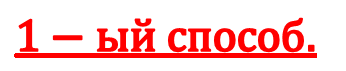 1 – ый способ.